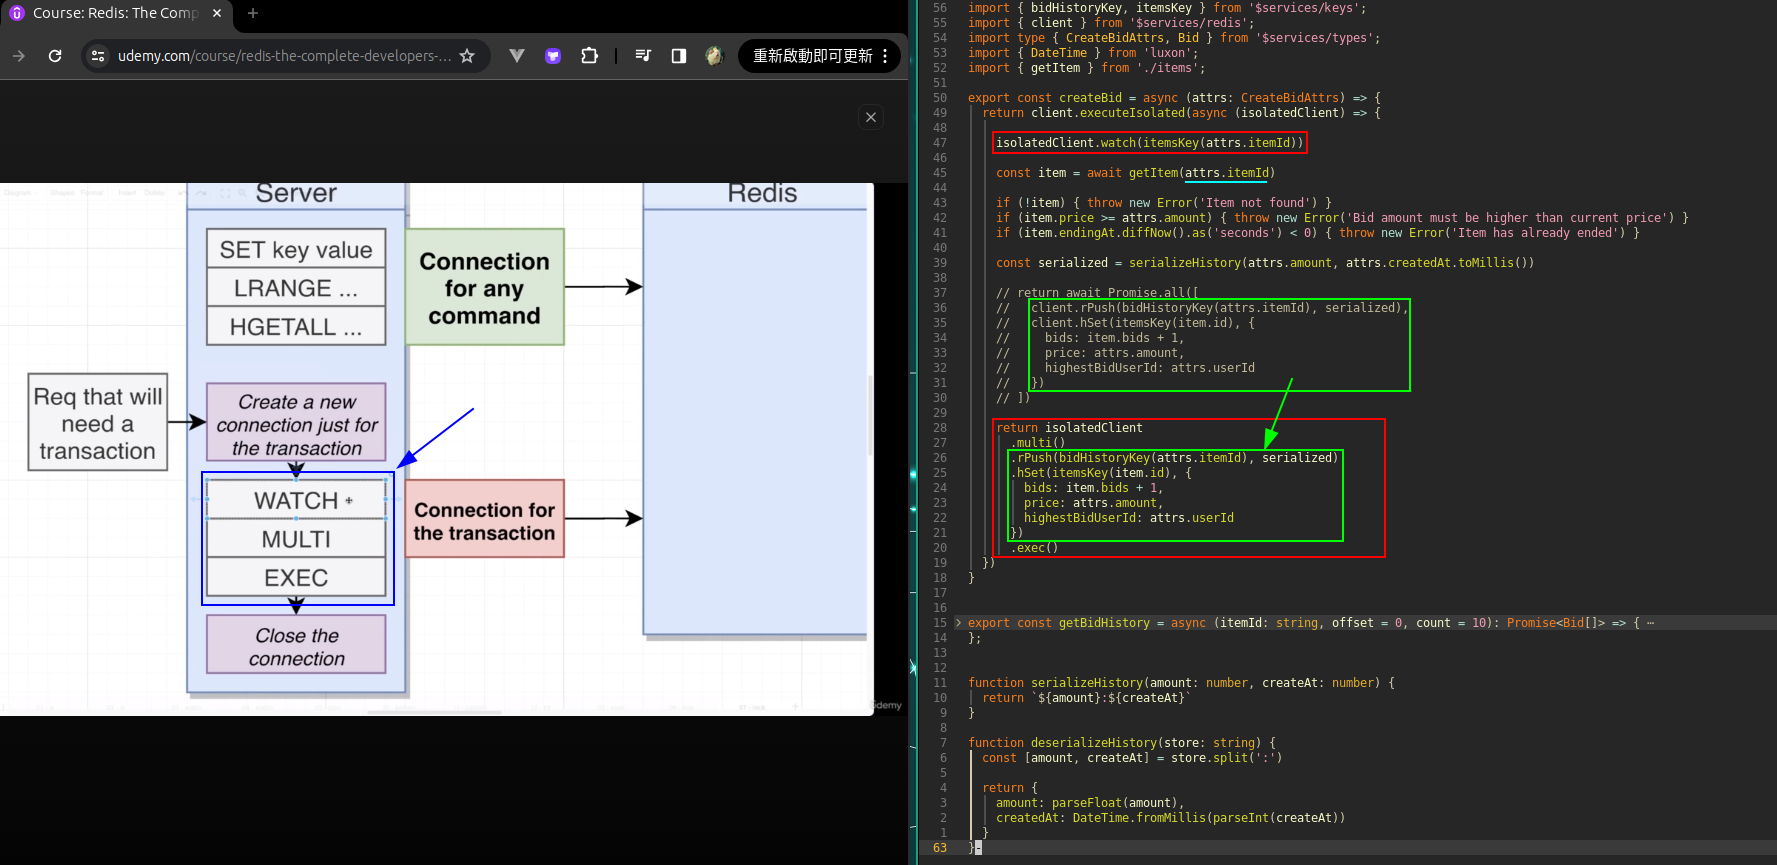 Course: Redis: The Comp
udemy.com/course/redis-the-complete-developers-...
重新啟動即可更新
Server
Redis
SET key value
LRANGE ...
HGETALL ...
Connection
for any
command
Req that will
need a
transaction
Create a new
connection just for
the transaction
WATCH
MULTI
EXEC
Connection for
the transaction
Close the
connection
56 import { bidHistoryKey, itemsKey } from '$services/keys';
55 import { client } from '$services/redis';
54 import type { CreateBidAttrs, Bid } from '$services/types';
53 import { DateTime } from 'luxon';
52 import { getItem } from './items';
51
50 export const createBid = async (attrs: CreateBidAttrs) => {
49 return client.executeIsolated(async (isolatedClient) => {
48
47 isolatedClient.watch(itemsKey(attrs.itemId))
46
45 const item = await getItem(attrs.itemId)
44
43 if (!item) { throw new Error('Item not found') }
42 if (item.price >= attrs.amount) { throw new Error('Bid amount must be higher than current price') }
41 if (item.endingAt.diffNow().as('seconds') < 0) { throw new Error('Item has already ended') }
40
39 const serialized = serializeHistory(attrs.amount, attrs.createdAt.toMillis())
38
37 // return await Promise.all([
36 // client.rPush(bidHistoryKey(attrs.itemId), serialized),
35 // client.hSet(itemsKey(item.id), {
34 // bids: item.bids + 1,
33 // price: attrs.amount,
32 // highestBidUserId: attrs.userId
31 // })
30 // ])
29
28 return isolatedClient
27 .multi()
26 .rPush(bidHistoryKey(attrs.itemId), serialized)
25 .hSet(itemsKey(item.id), {
24 bids: item.bids + 1,
23 price: attrs.amount,
22 highestBidUserId: attrs.userId
21 })
20 .exec()
19 })
18 }
17
16
15 export const getBidHistory = async (itemId: string, offset = 0, count = 10): Promise<Bid[]> => { ⋯
14 };
13
12
11 function serializeHistory(amount: number, createAt: number) {
10 return `${amount}:${createAt}`
9 }
8
7 function deserializeHistory(store: string) {
6 const [amount, createAt] = store.split(':')
5
4 return {
3 amount: parseFloat(amount),
2 createdAt: DateTime.fromMillis(parseInt(createAt))
1 }
63 }